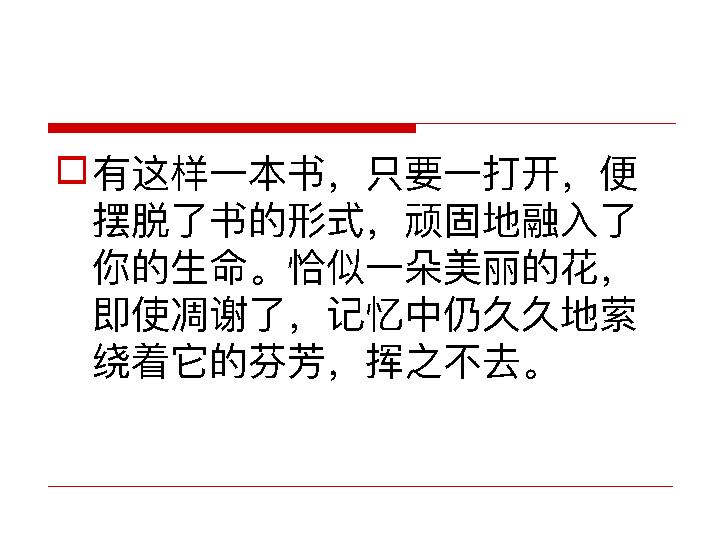 有这样一本书，只要一打开，便
摆脱了书的形式，顽固地融入了
你的生命。恰似一朵美丽的花，
即使凋谢了，记忆中仍久久地萦
绕着它的芬芳，挥之不去。